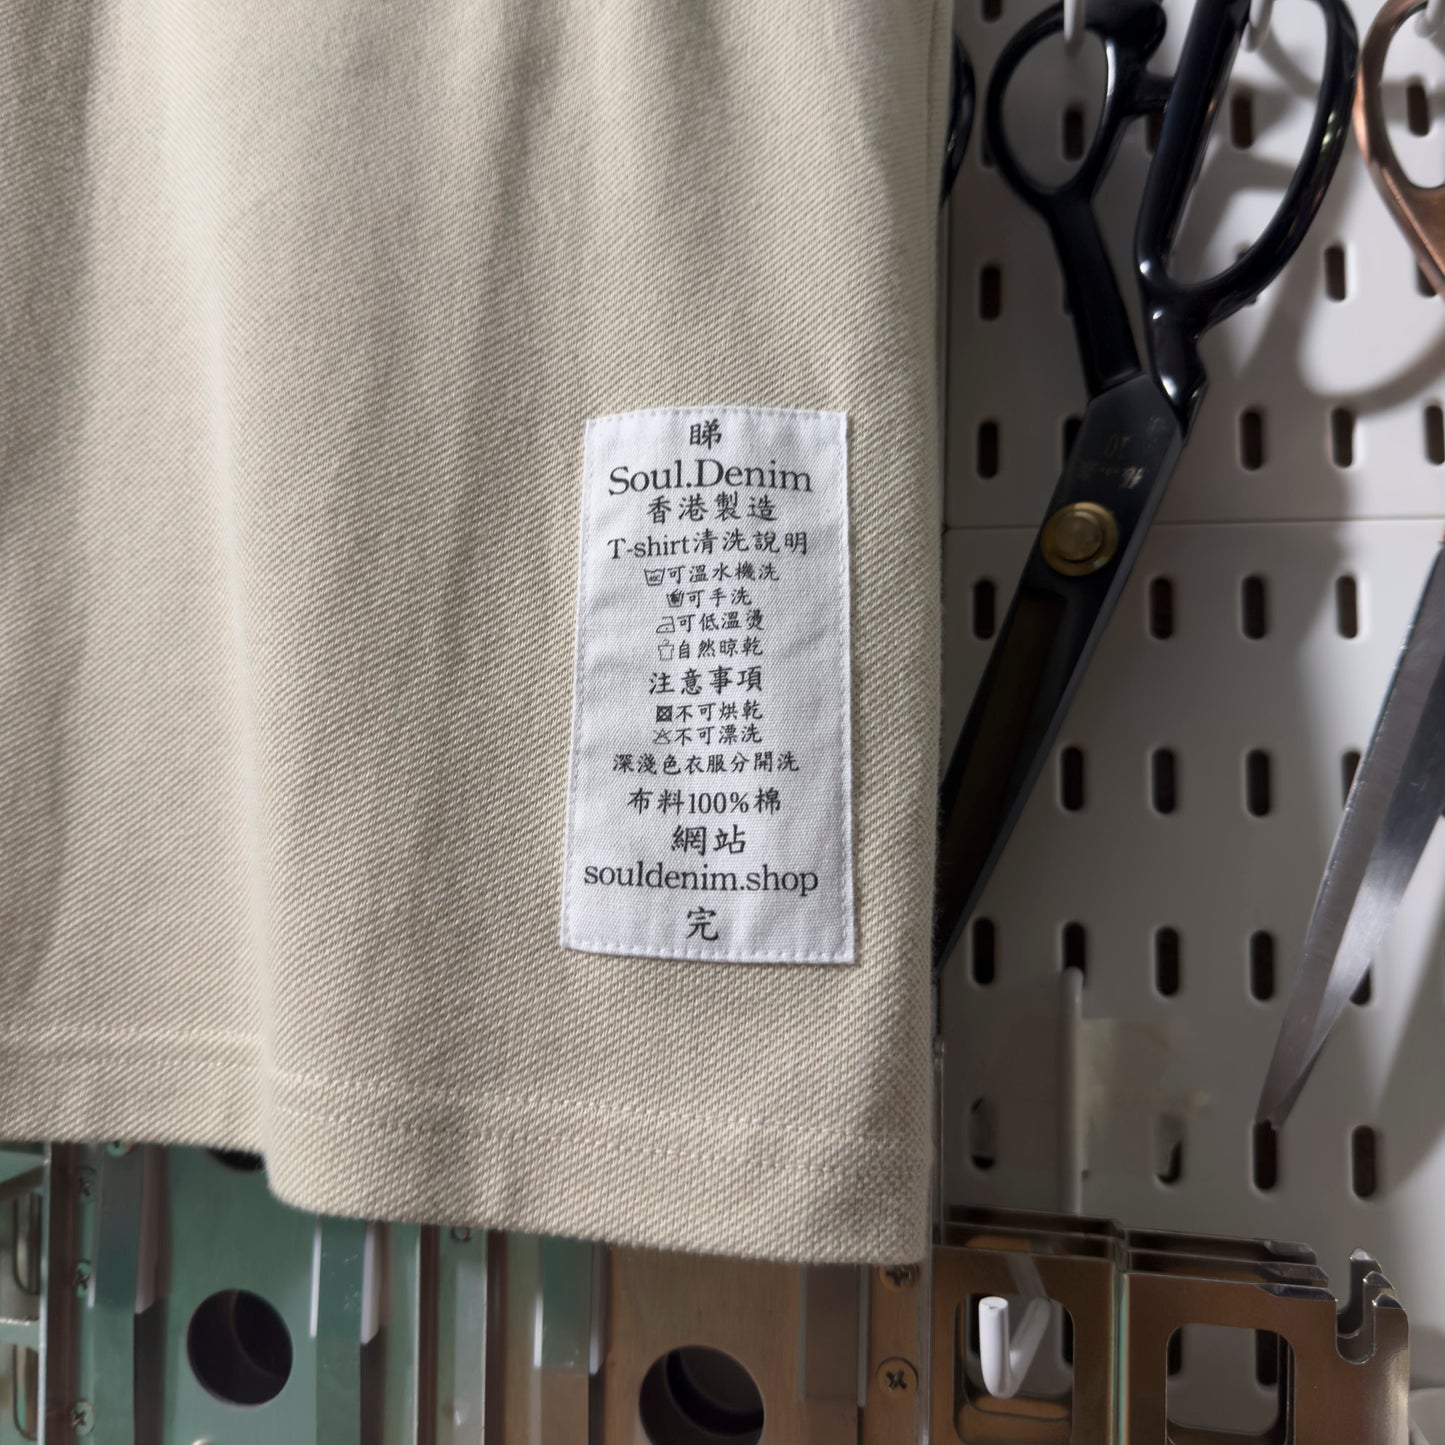 睇
Soul.Denim
香港製造
T-shirt清洗說明
可溫水機洗
可手洗
可低溫燙
自然晾乾
注意事項
不可烘乾
不可漂洗
深淺色衣服分開洗
布料100%棉
網站
souldenim.shop
完